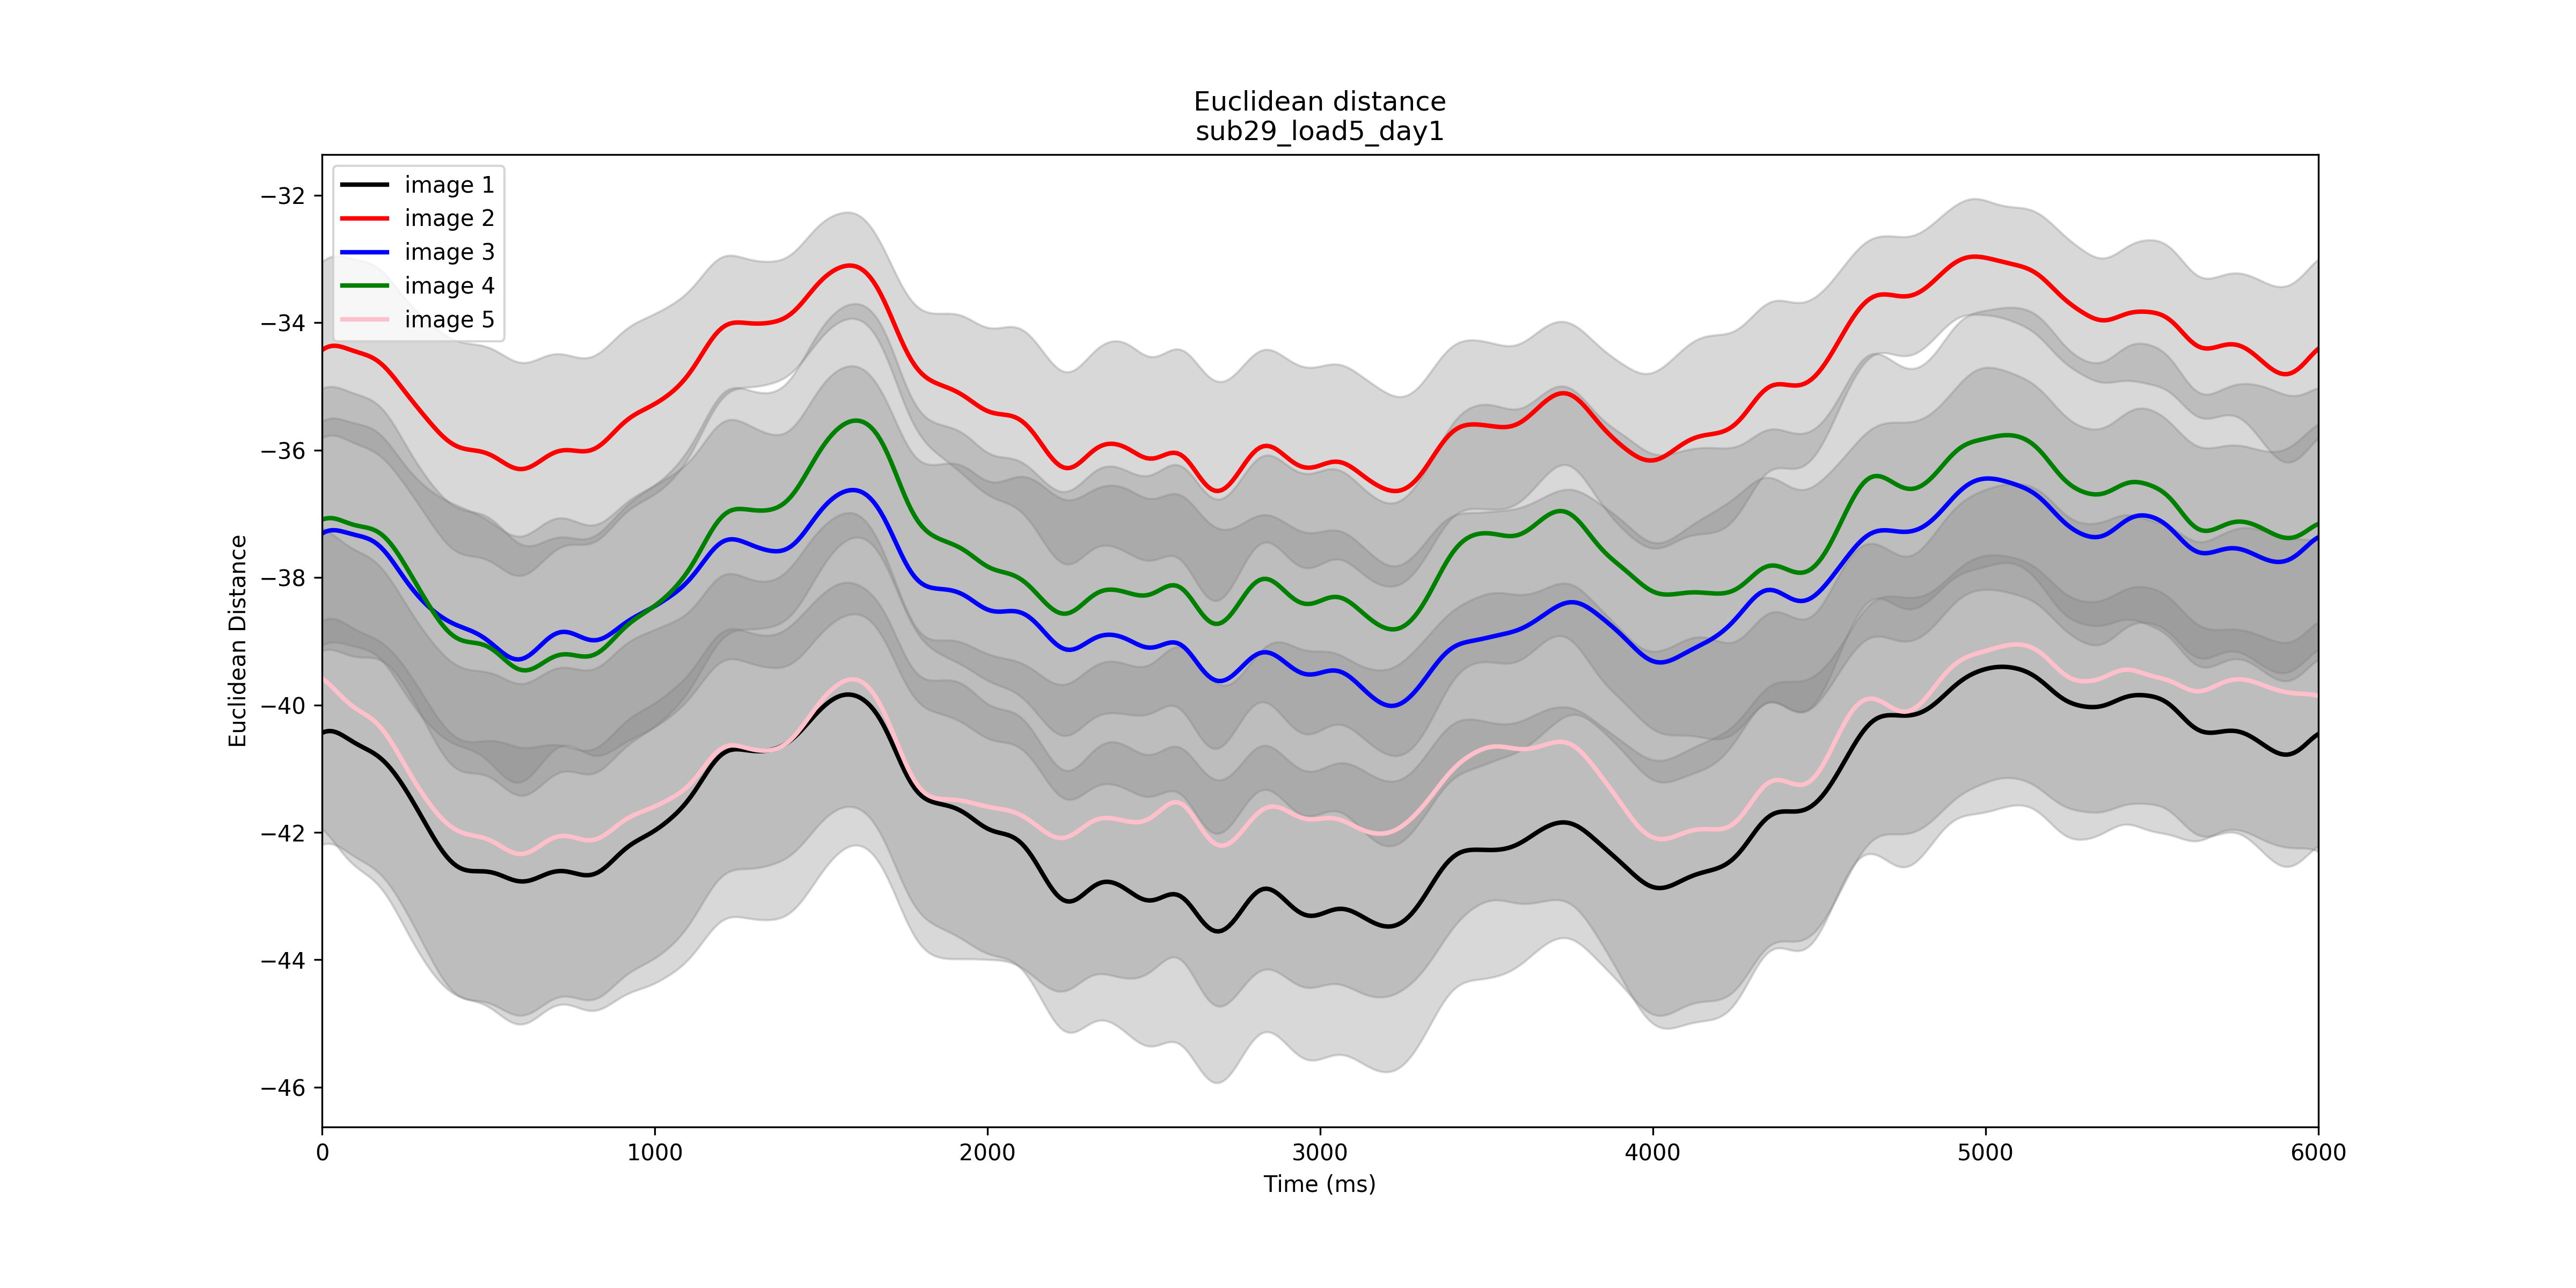 Euclidean distance
sub29_load5_day1
image 1
image 2
image 3
image 4
image 5
−32
−34
−36
−38
−40
−42
−44
−46
Euclidean Distance
0 1000 2000 3000 4000 5000 6000
Time (ms)